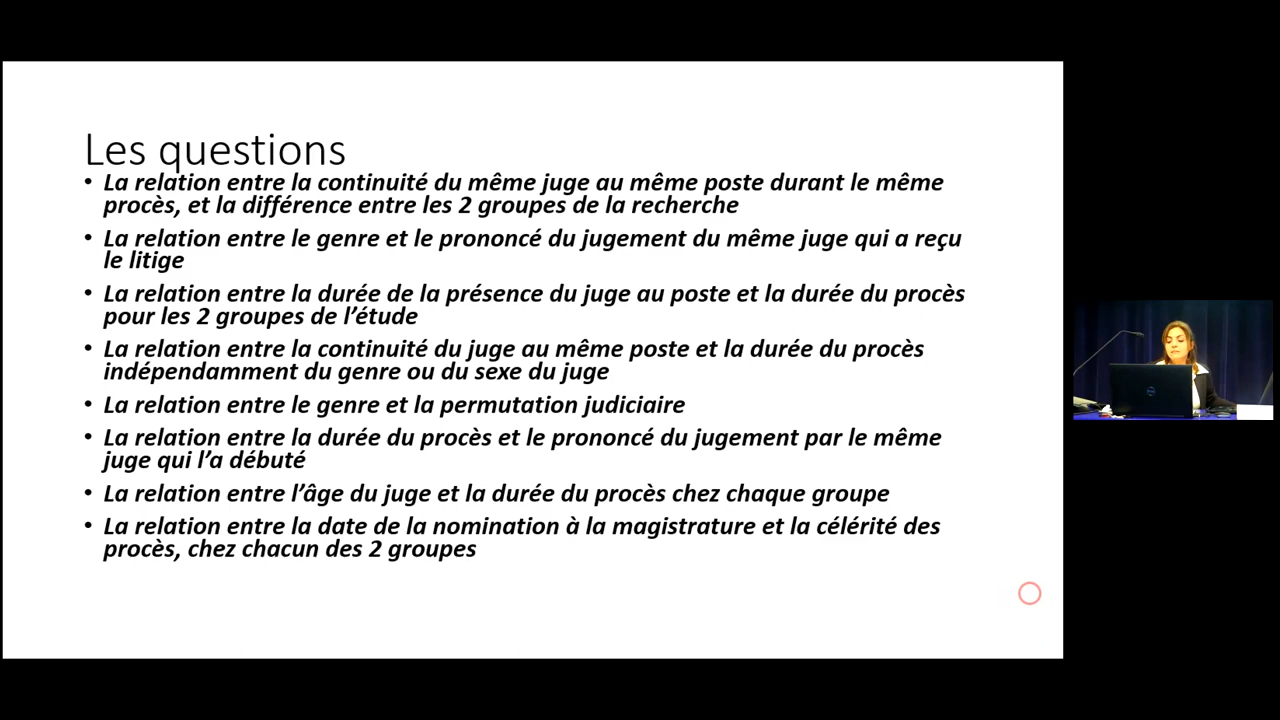 Les questions
• La relation entre la continuité du même juge au même poste durant le même
procès, et la différence entre les 2 groupes de la recherche
• La relation entre le genre et le prononcé du jugement du même juge qui a reçu
le litige
• La relation entre la durée de la présence du juge au poste et la durée du procès
pour les 2 groupes de l’étude
• La relation entre la continuité du juge au même poste et la durée du procès
indépendamment du genre ou du sexe du juge
• La relation entre le genre et la permutation judiciaire
• La relation entre la durée du procès et le prononcé du jugement par le même
juge qui l’a débuté
• La relation entre l’âge du juge et la durée du procès chez chaque groupe
• La relation entre la date de la nomination à la magistrature et la célérité des
procès, chez chacun des 2 groupes